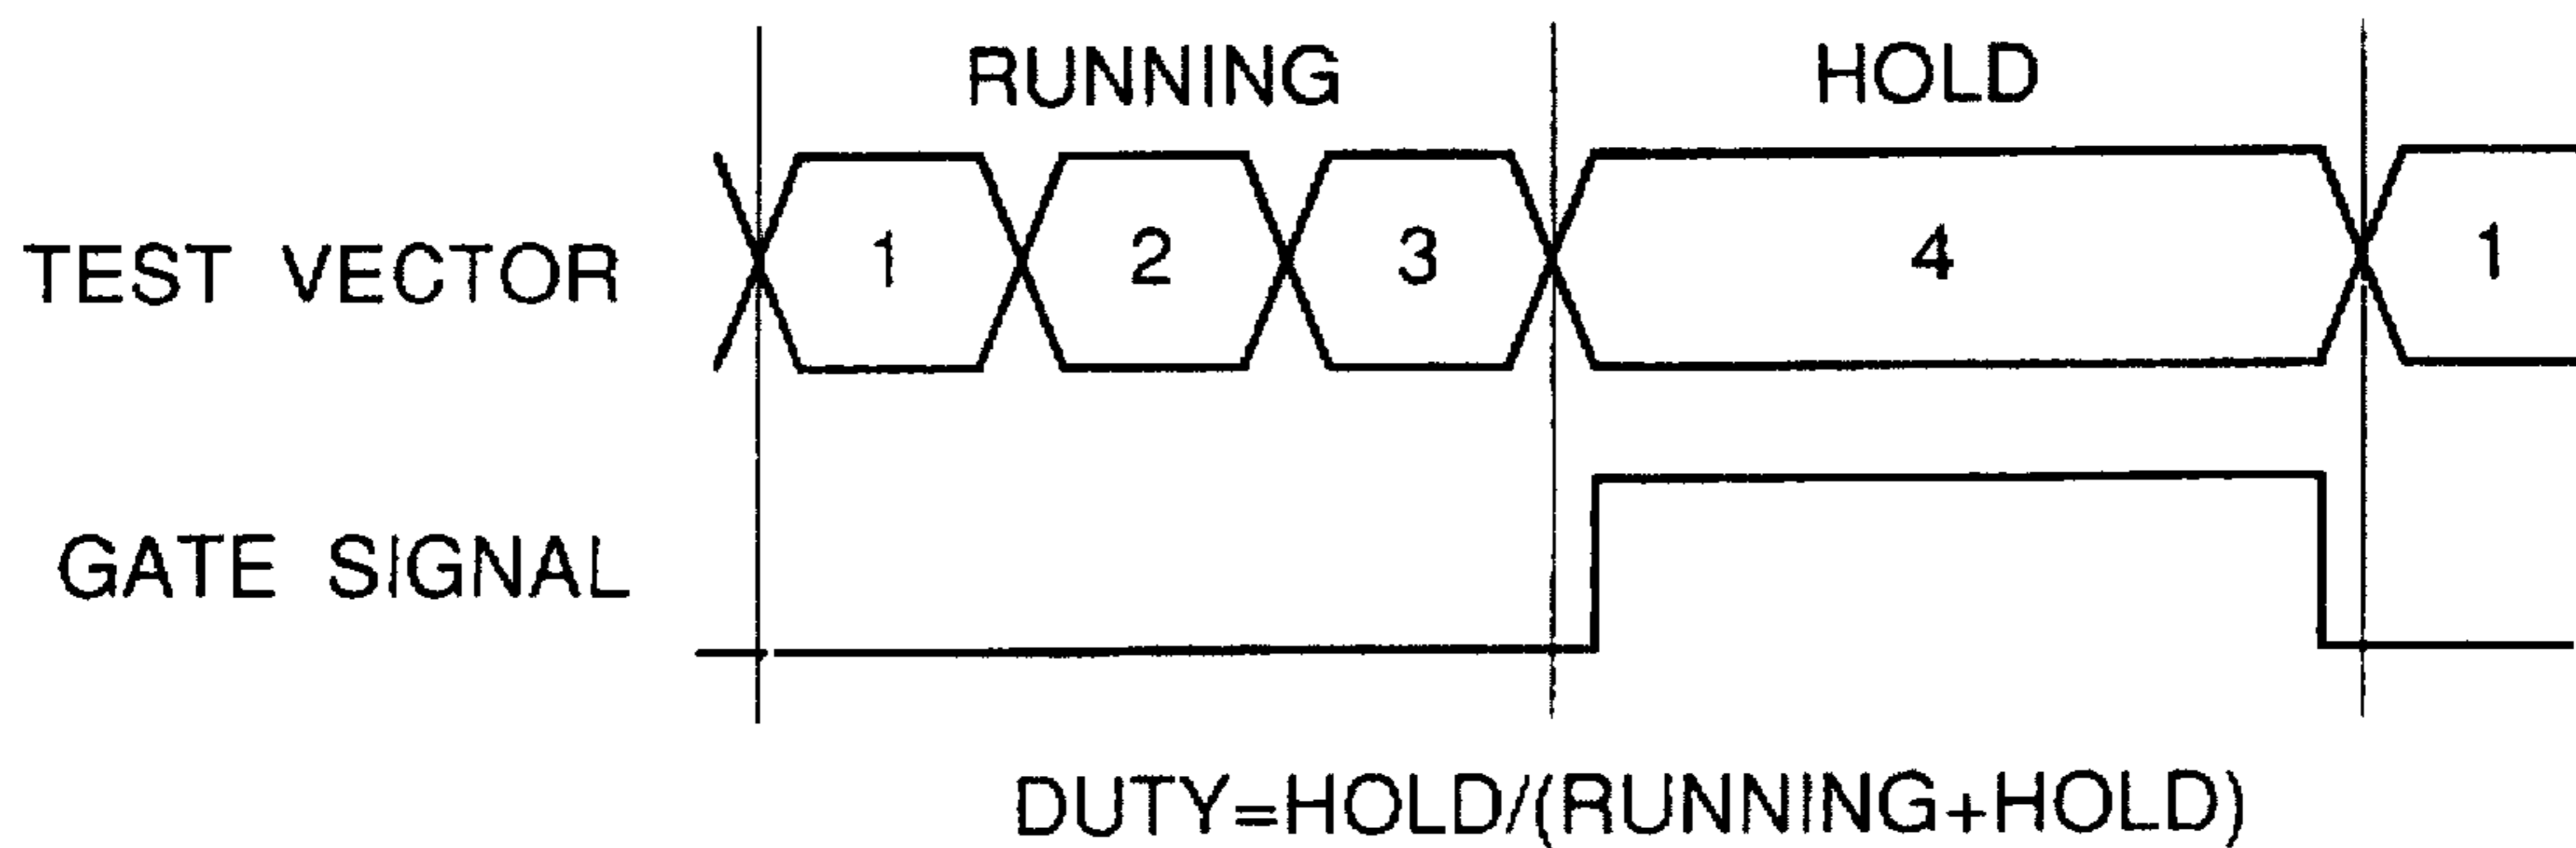 RUNNING HOLD
TEST VECTOR 1 2 3 4 1
GATE SIGNAL
DUTY=HOLD/(RUNNING+HOLD)